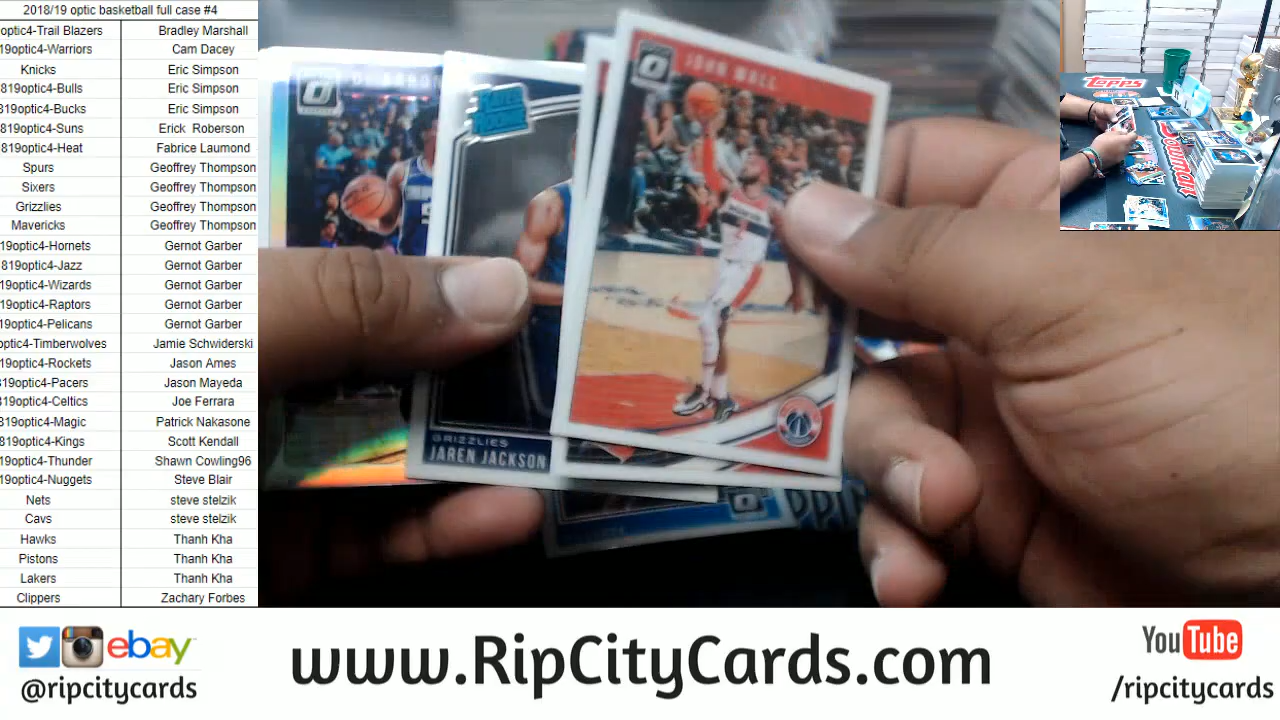 2018/19 optic basketball full case #4
optic4-Trail Blazers Bradley Marshall
19optic4-Warriors Cam Dacey
Knicks Eric Simpson
819optic4-Bulls Eric Simpson
819optic4-Bucks Eric Simpson
819optic4-Suns Erick Roberson
819optic4-Heat Fabrice Laumond
Spurs Geoffrey Thompson
Sixers Geoffrey Thompson
Grizzlies Geoffrey Thompson
Mavericks Geoffrey Thompson
19optic4-Hornets Gernot Garber
819optic4-Jazz Gernot Garber
19optic4-Wizards Gernot Garber
19optic4-Raptors Gernot Garber
19optic4-Pelicans Gernot Garber
optic4-Timberwolves Jamie Schwiderski
19optic4-Rockets Jason Ames
819optic4-Pacers Jason Mayeda
819optic4-Celtics Joe Ferrara
819optic4-Magic Patrick Nakasone
819optic4-Kings Scott Kendall
19optic4-Thunder Shawn Cowling96
19optic4-Nuggets Steve Blair
Nets steve stelzik
Cavs steve stelzik
Hawks Thanh Kha
Pistons Thanh Kha
Lakers Thanh Kha
Clippers Zachary Forbes
JOHN WALL
RATED ROOKIE
GRIZZLIES
JAREN JACKSON
TOPPS
ebay
@ripcitycards
www.RipCityCards.com
YouTube
/ripcitycards